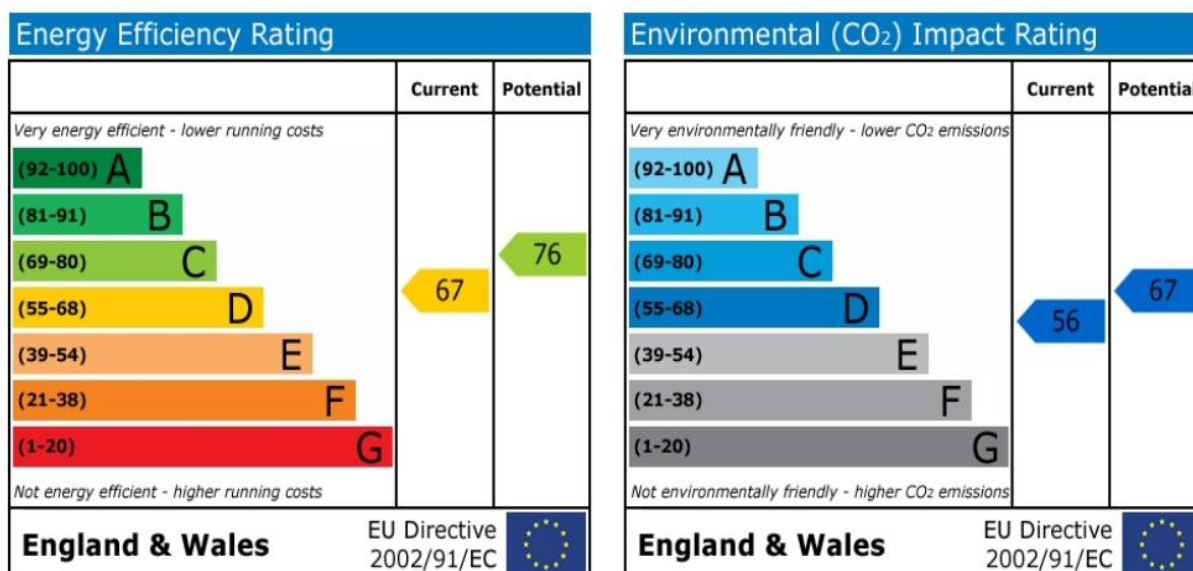 Energy Efficiency Rating
Current Potential
Very energy efficient - lower running costs
(92-100) A
(81-91) B
(69-80) C
(55-68) D
(39-54) E
(21-38) F
(1-20) G
67
76
Not energy efficient - higher running costs
England & Wales
EU Directive
2002/91/EC
Environmental (CO₂) Impact Rating
Current Potential
Very environmentally friendly - lower CO₂ emissions
(92-100) A
(81-91) B
(69-80) C
(55-68) D
(39-54) E
(21-38) F
(1-20) G
56
67
Not environmentally friendly - higher CO₂ emissions
England & Wales
EU Directive
2002/91/EC